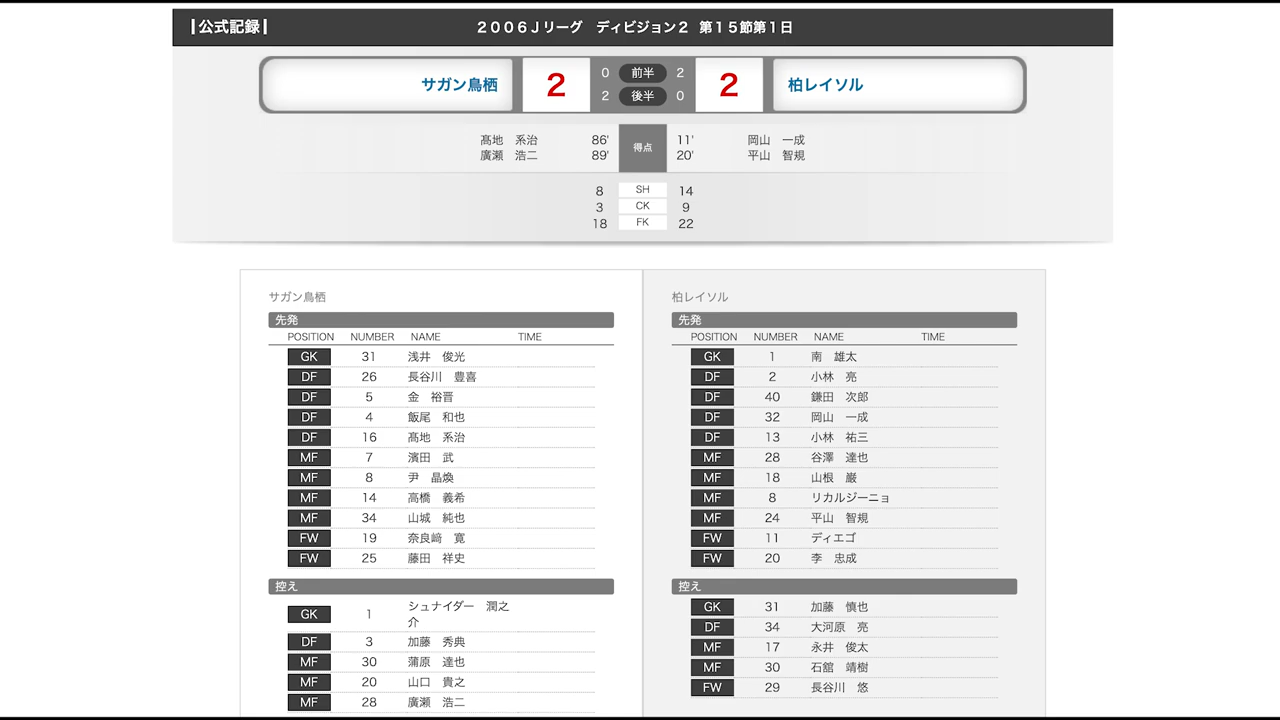 公式記録
２００６Ｊリーグ　ディビジョン２　第１５節第１日
サガン鳥栖 2 0 前半 2 2 柏レイソル
2 後半 0
髙地　系治 86' 得点 11' 岡山　一成
廣瀬　浩二 89' 20' 平山　智規
8 SH 14
3 CK 9
18 FK 22
サガン鳥栖
先発
POSITION NUMBER NAME TIME
GK 31 浅井　俊光
DF 26 長谷川　豊喜
DF 5 金　裕晋
DF 4 飯尾　和也
DF 16 髙地　系治
MF 7 濱田　武
MF 8 尹　晶煥
MF 14 高橋　義希
MF 34 山城　純也
FW 19 奈良﨑　寛
FW 25 藤田　祥史
控え
GK 1 シュナイダー　潤之
介
DF 3 加藤　秀典
MF 30 蒲原　達也
MF 20 山口　貴之
MF 28 廣瀬　浩二
柏レイソル
先発
POSITION NUMBER NAME TIME
GK 1 南　雄太
DF 2 小林　亮
DF 40 鎌田　次郎
DF 32 岡山　一成
DF 13 小林　祐三
MF 28 谷澤　達也
MF 18 山根　巌
MF 8 リカルジーニョ
MF 24 平山　智規
FW 11 ディエゴ
FW 20 李　忠成
控え
GK 31 加藤　慎也
DF 34 大河原　亮
MF 17 永井　俊太
MF 30 石舘　靖樹
FW 29 長谷川　悠